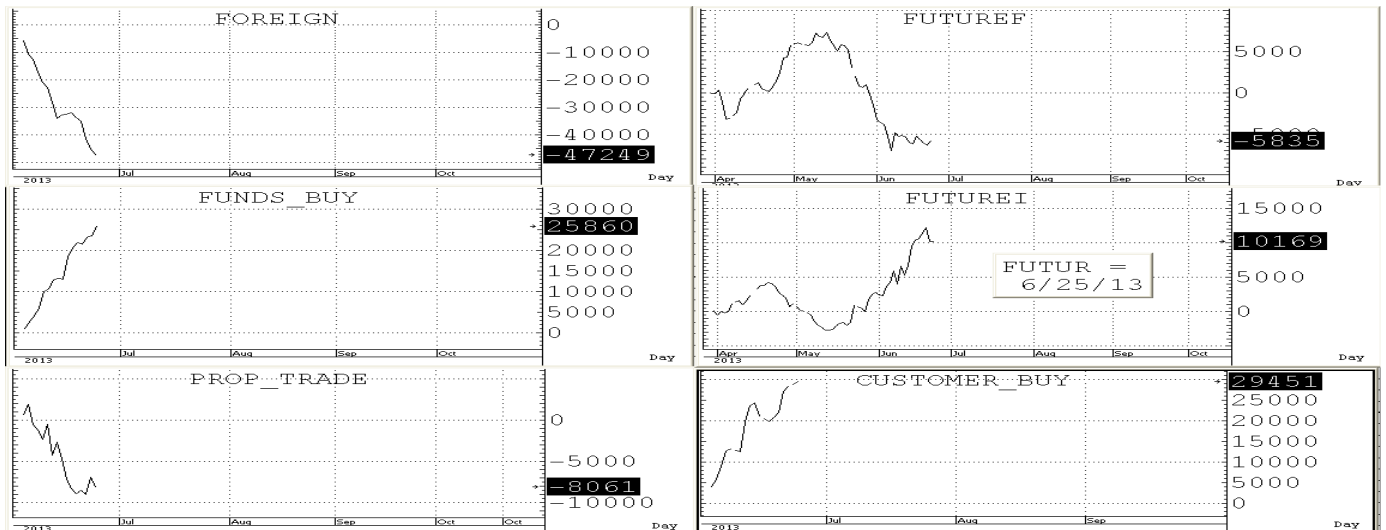 FOREIGN
0
-10000
-20000
-30000
-40000
-47249
2013
Jul
Aug
Sep
Oct
Day
FUTUREF
5000
0
-5835
Apr
May
Jun
Jul
Aug
Sep
Oct
Day
FUNDS_BUY
30000
25860
20000
15000
10000
5000
0
2013
Jul
Aug
Sep
Oct
Day
FUTUREI
15000
10169
5000
0
FUTUR =
6/25/13
Apr
May
Jun
Jul
Aug
Sep
Oct
2013
Day
PROP_TRADE
0
-5000
-8061
-10000
2013
Jul
Aug
Sep
Oct
Oct
Day
CUSTOMER_BUY
29451
25000
20000
15000
10000
5000
0
2013
Jul
Aug
Sep
Oct
Day